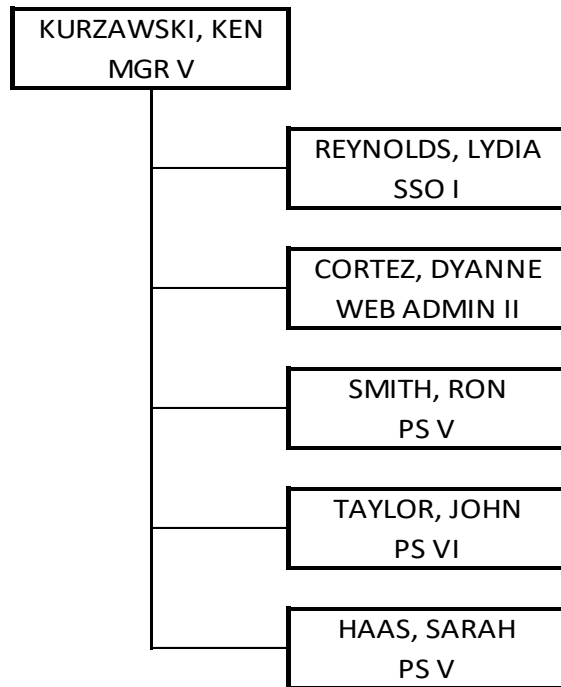 KURZAWSKI, KEN
MGR V
REYNOLDS, LYDIA
SSO I
CORTEZ, DYANNE
WEB ADMIN II
SMITH, RON
PS V
TAYLOR, JOHN
PS VI
HAAS, SARAH
PS V